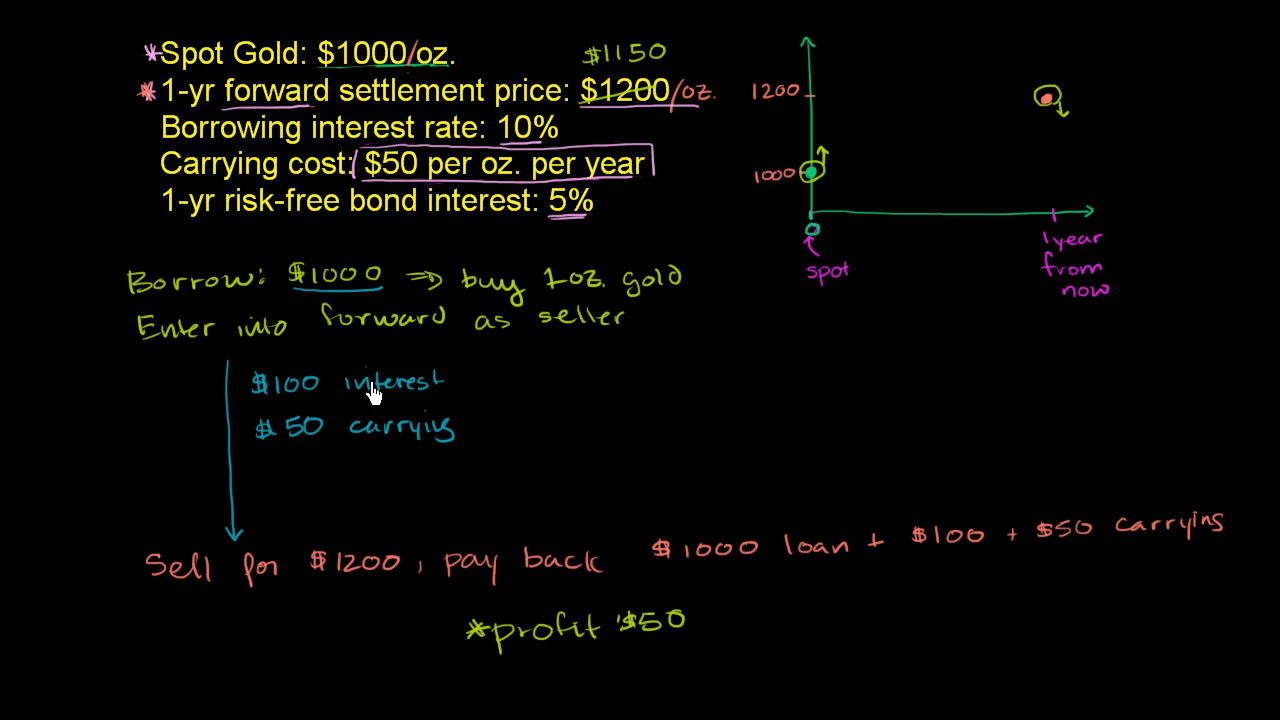 *Spot Gold: $1000/oz. $1150
*1-yr forward settlement price: $1200/oz.
Borrowing interest rate: 10%
Carrying cost: $50 per oz. per year
1-yr risk-free bond interest: 5%
1200
1000
0
spot
1 year
from
now
Borrow: $1000 ⇒ buy 1 oz. gold
Enter into forward as seller
$100 interest
$50 carrying
Sell for $1200, pay back $1000 loan + $100 + $50 carrying
*profit $50